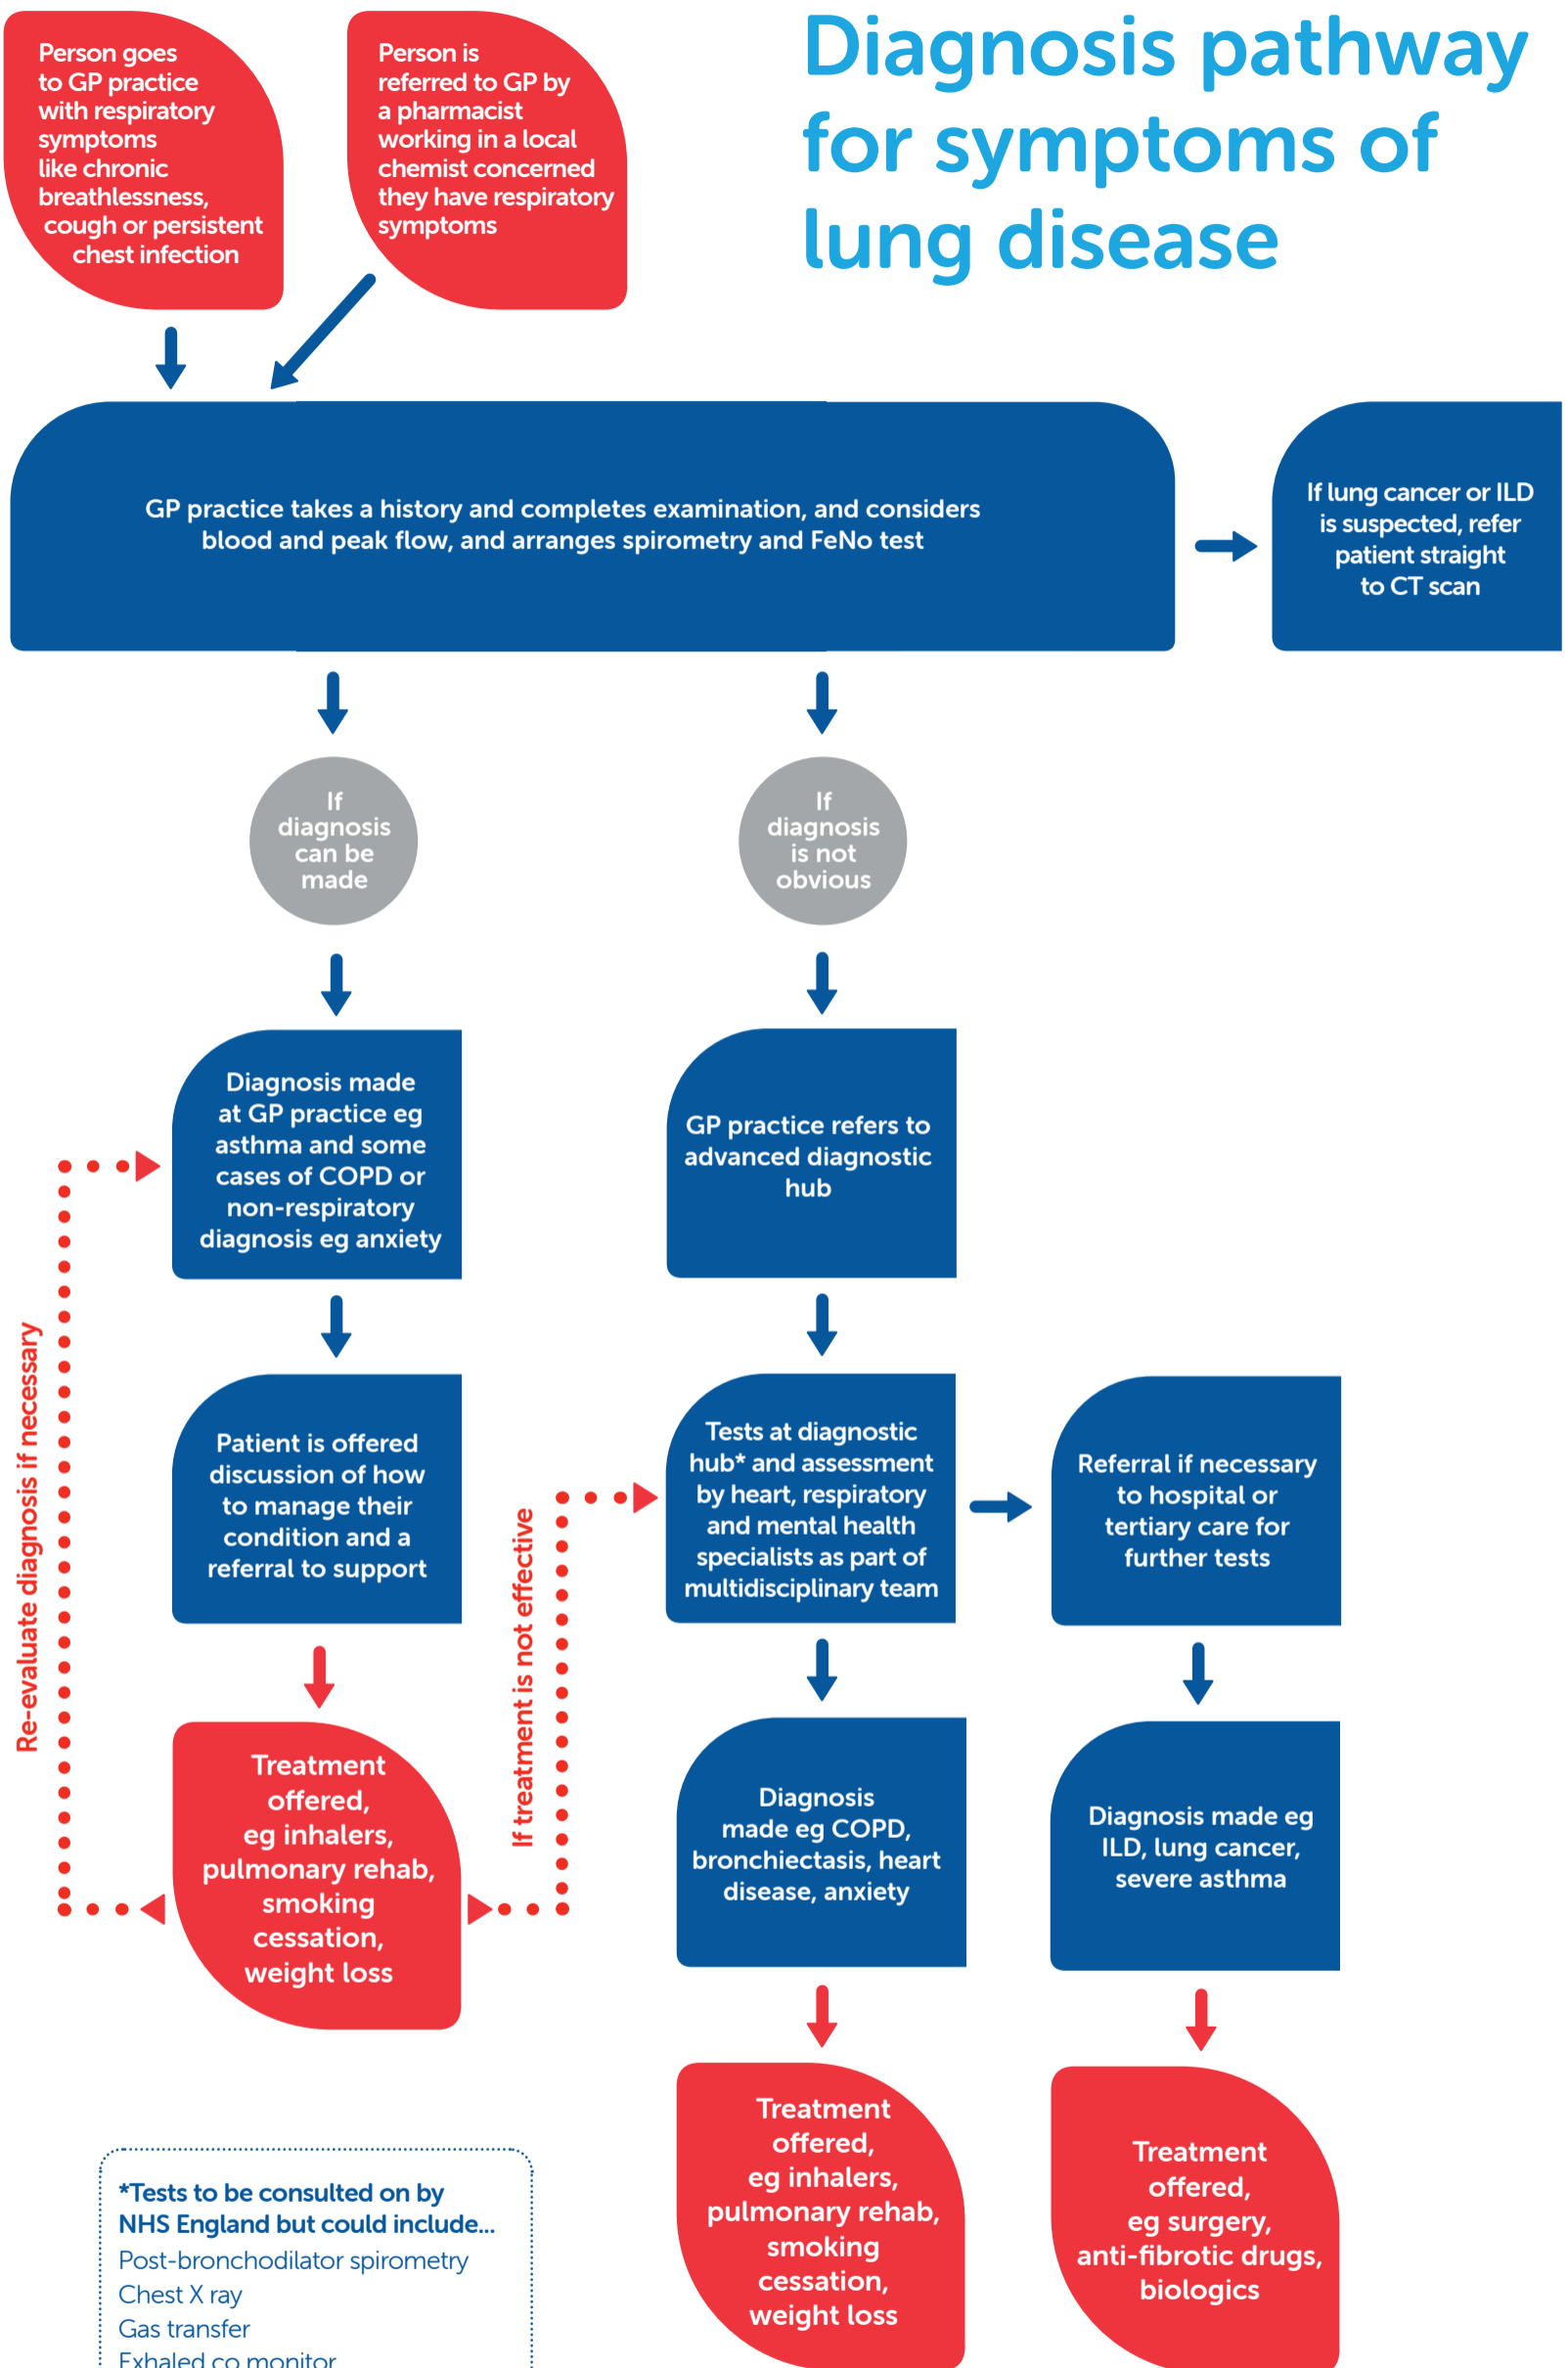 Diagnosis pathway
for symptoms of
lung disease
Person goes
to GP practice
with respiratory
symptoms
like chronic
breathlessness,
cough or persistent
chest infection
Person is
referred to GP by
a pharmacist
working in a local
chemist concerned
they have respiratory
symptoms
GP practice takes a history and completes examination, and considers
blood and peak flow, and arranges spirometry and FeNo test
If lung cancer or ILD
is suspected, refer
patient straight
to CT scan
If
diagnosis
can be
made
If
diagnosis
is not
obvious
Diagnosis made
at GP practice eg
asthma and some
cases of COPD or
non-respiratory
diagnosis eg anxiety
GP practice refers to
advanced diagnostic
hub
Re-evaluate diagnosis if necessary
Patient is offered
discussion of how
to manage their
condition and a
referral to support
If treatment is not effective
Tests at diagnostic
hub* and assessment
by heart, respiratory
and mental health
specialists as part of
multidisciplinary team
Referral if necessary
to hospital or
tertiary care for
further tests
Treatment
offered,
eg inhalers,
pulmonary rehab,
smoking
cessation,
weight loss
Diagnosis
made eg COPD,
bronchiectasis, heart
disease, anxiety
Diagnosis made eg
ILD, lung cancer,
severe asthma
Treatment
offered,
eg inhalers,
pulmonary rehab,
smoking
cessation,
weight loss
Treatment
offered,
eg surgery,
anti-fibrotic drugs,
biologics
*Tests to be consulted on by
NHS England but could include...
Post-bronchodilator spirometry
Chest X ray
Gas transfer
Exhaled co monitor